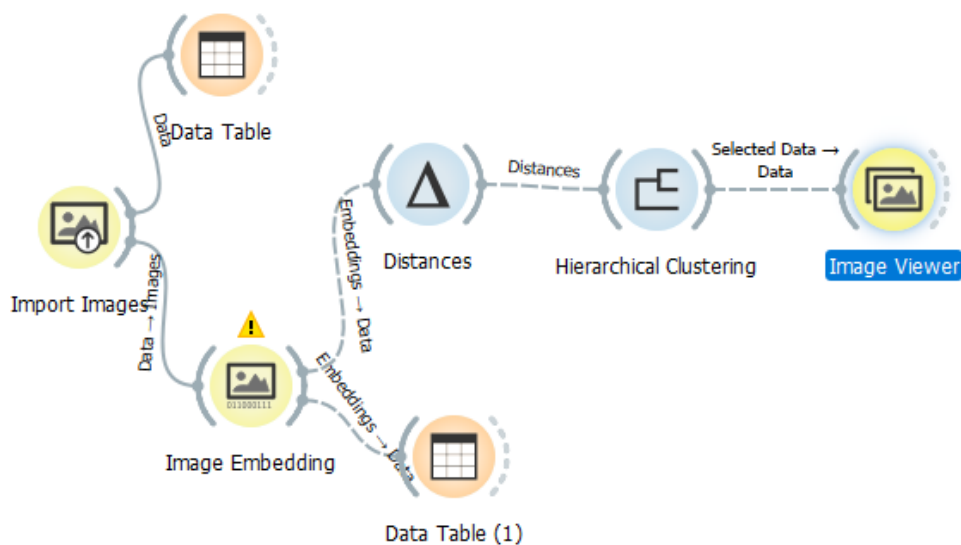 Data Table
Data
Import Images
Data → Images
Image Embedding
011000111
Embeddings → Data
Distances
Distances
Hierarchical Clustering
Selected Data →
Data
Image Viewer
Embeddings → Data
Data Table (1)